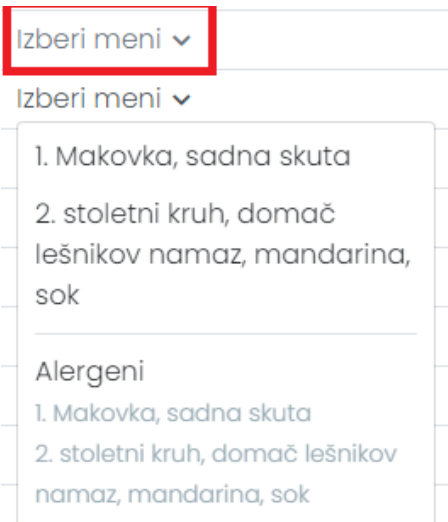 Izberi meni
Izberi meni
1. Makovka, sadna skuta
2. stoletni kruh, domač
lešnikov namaz, mandarina,
sok
Alergeni
1. Makovka, sadna skuta
2. stoletni kruh, domač lešnikov
namaz, mandarina, sok